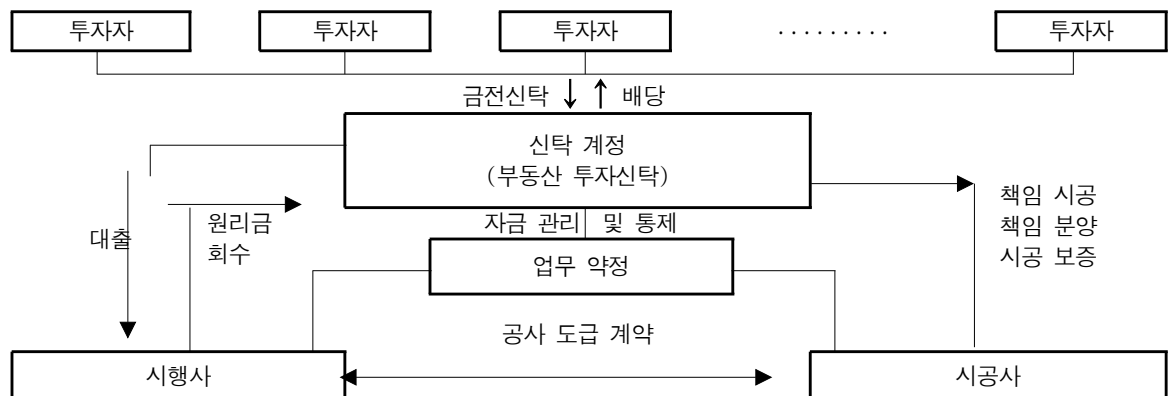 투자자 투자자 투자자 ········· 투자자
금전신탁 배당
신탁 계정
(부동산 투자신탁)
자금 관리 및 통제
대출
원리금
회수
책임 시공
책임 분양
시공 보증
업무 약정
공사 도급 계약
시행사 시공사